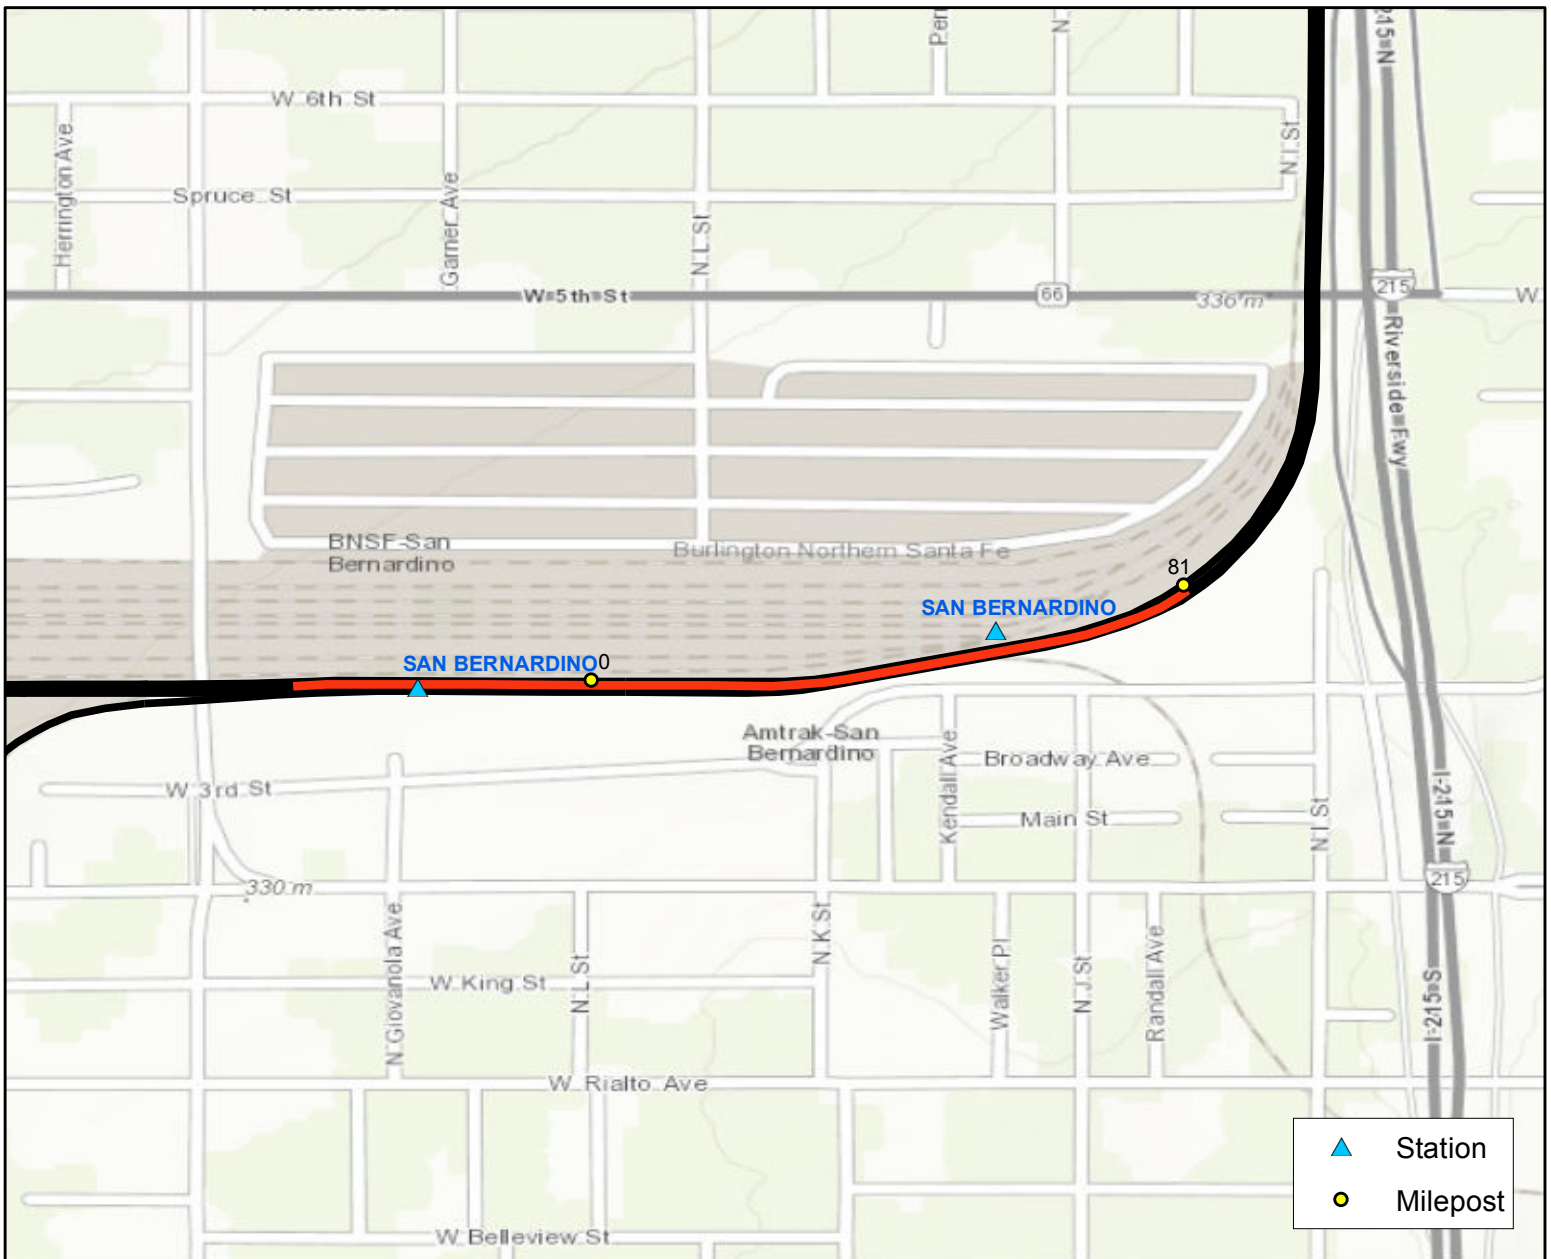 215 N
W 6th St
N I St
Herrington Ave
Spruce St
Garner Ave
N L St
W 5th St
66
336 m
215
W
Riverside Fwy
BNSF-San
Bernardino
Burlington Northern Santa Fe
81
SAN BERNARDINO
SAN BERNARDINO
0
Amtrak-San
Bernardino
Kendall Ave
Broadway Ave
W 3rd St
Main St
N I St
I-215 N
330 m
215
N Giovanola Ave
N K St
W King St
N L St
Walker Pl
N J St
Randall Ave
I-215 S
W Rialto Ave
Station
Milepost
W Belleview St